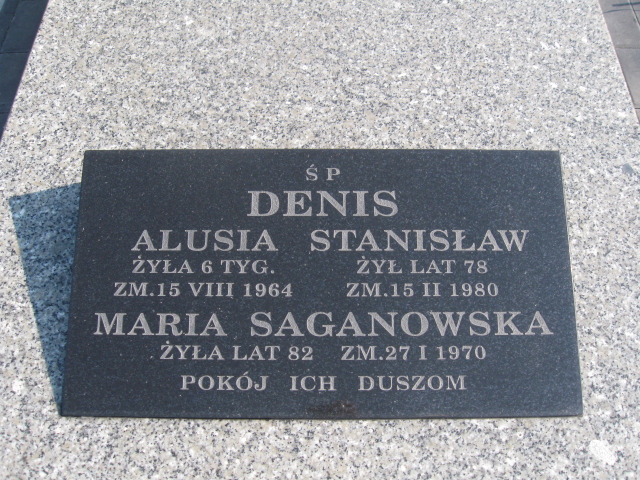 ŚP
DENIS
ALUSIA STANISŁAW
ŻYŁA 6 TYG. ŻYŁ LAT 78
ZM.15 VIII 1964 ZM.15 II 1980
MARIA SAGANOWSKA
ŻYŁA LAT 82 ZM.27 I 1970
POKÓJ ICH DUSZOM